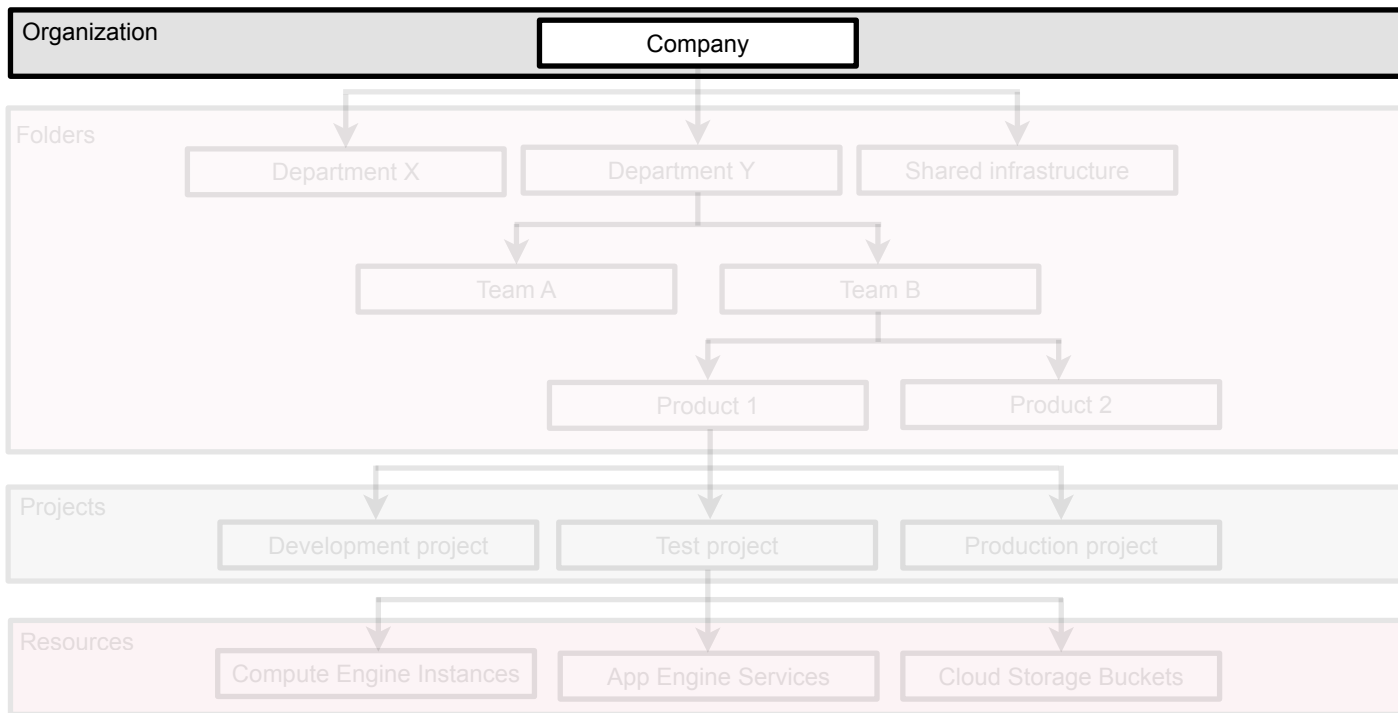 Organization
Company
Folders
Department X
Department Y
Shared infrastructure
Team A
Team B
Product 1
Product 2
Projects
Development project
Test project
Production project
Resources
Compute Engine Instances
App Engine Services
Cloud Storage Buckets